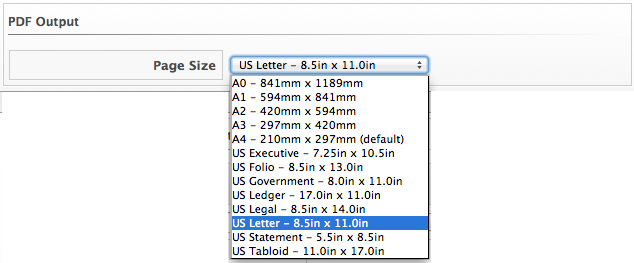 PDF Output
Page Size
US Letter – 8.5in x 11.0in
A0 – 841mm x 1189mm
A1 – 594mm x 841mm
A2 – 420mm x 594mm
A3 – 297mm x 420mm
A4 – 210mm x 297mm (default)
US Executive – 7.25in x 10.5in
US Folio – 8.5in x 13.0in
US Government – 8.0in x 11.0in
US Ledger – 17.0in x 11.0in
US Legal – 8.5in x 14.0in
US Letter – 8.5in x 11.0in
US Statement – 5.5in x 8.5in
US Tabloid – 11.0in x 17.0in